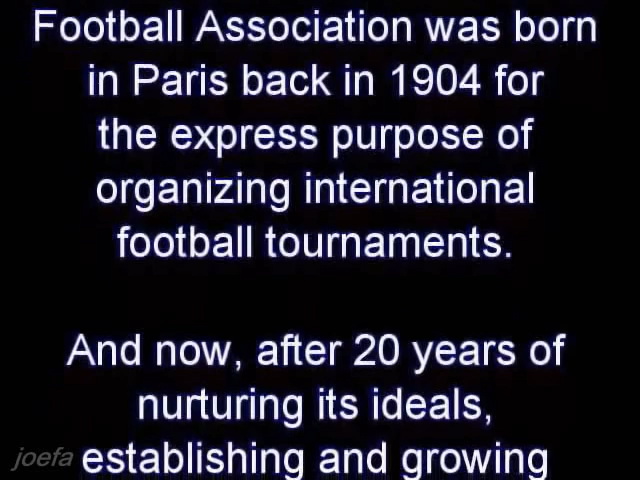 Football Association was born
in Paris back in 1904 for
the express purpose of
organizing international
football tournaments.
And now, after 20 years of
nurturing its ideals,
establishing and growing
joefa